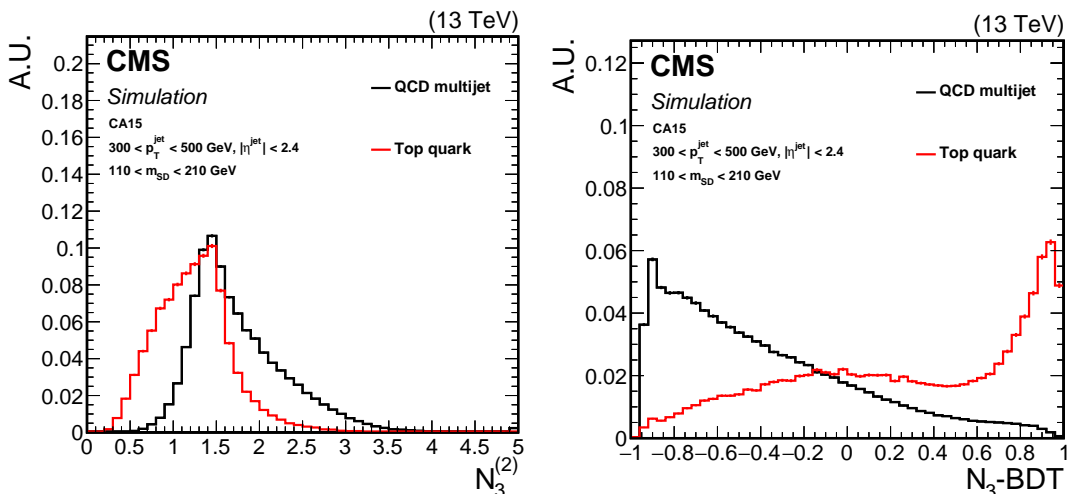 (13 TeV)
A.U.
CMS
Simulation
CA15
300 < p_T^jet < 500 GeV, |η^jet| < 2.4
110 < m_SD < 210 GeV
QCD multijet
Top quark
0.2
0.18
0.16
0.14
0.12
0.1
0.08
0.06
0.04
0.02
0
0 0.5 1 1.5 2 2.5 3 3.5 4 4.5 5
N_3^(2)
(13 TeV)
A.U.
CMS
Simulation
CA15
300 < p_T^jet < 500 GeV, |η^jet| < 2.4
110 < m_SD < 210 GeV
QCD multijet
Top quark
0.12
0.1
0.08
0.06
0.04
0.02
0
−1 −0.8 −0.6 −0.4 −0.2 0 0.2 0.4 0.6 0.8 1
N_3-BDT